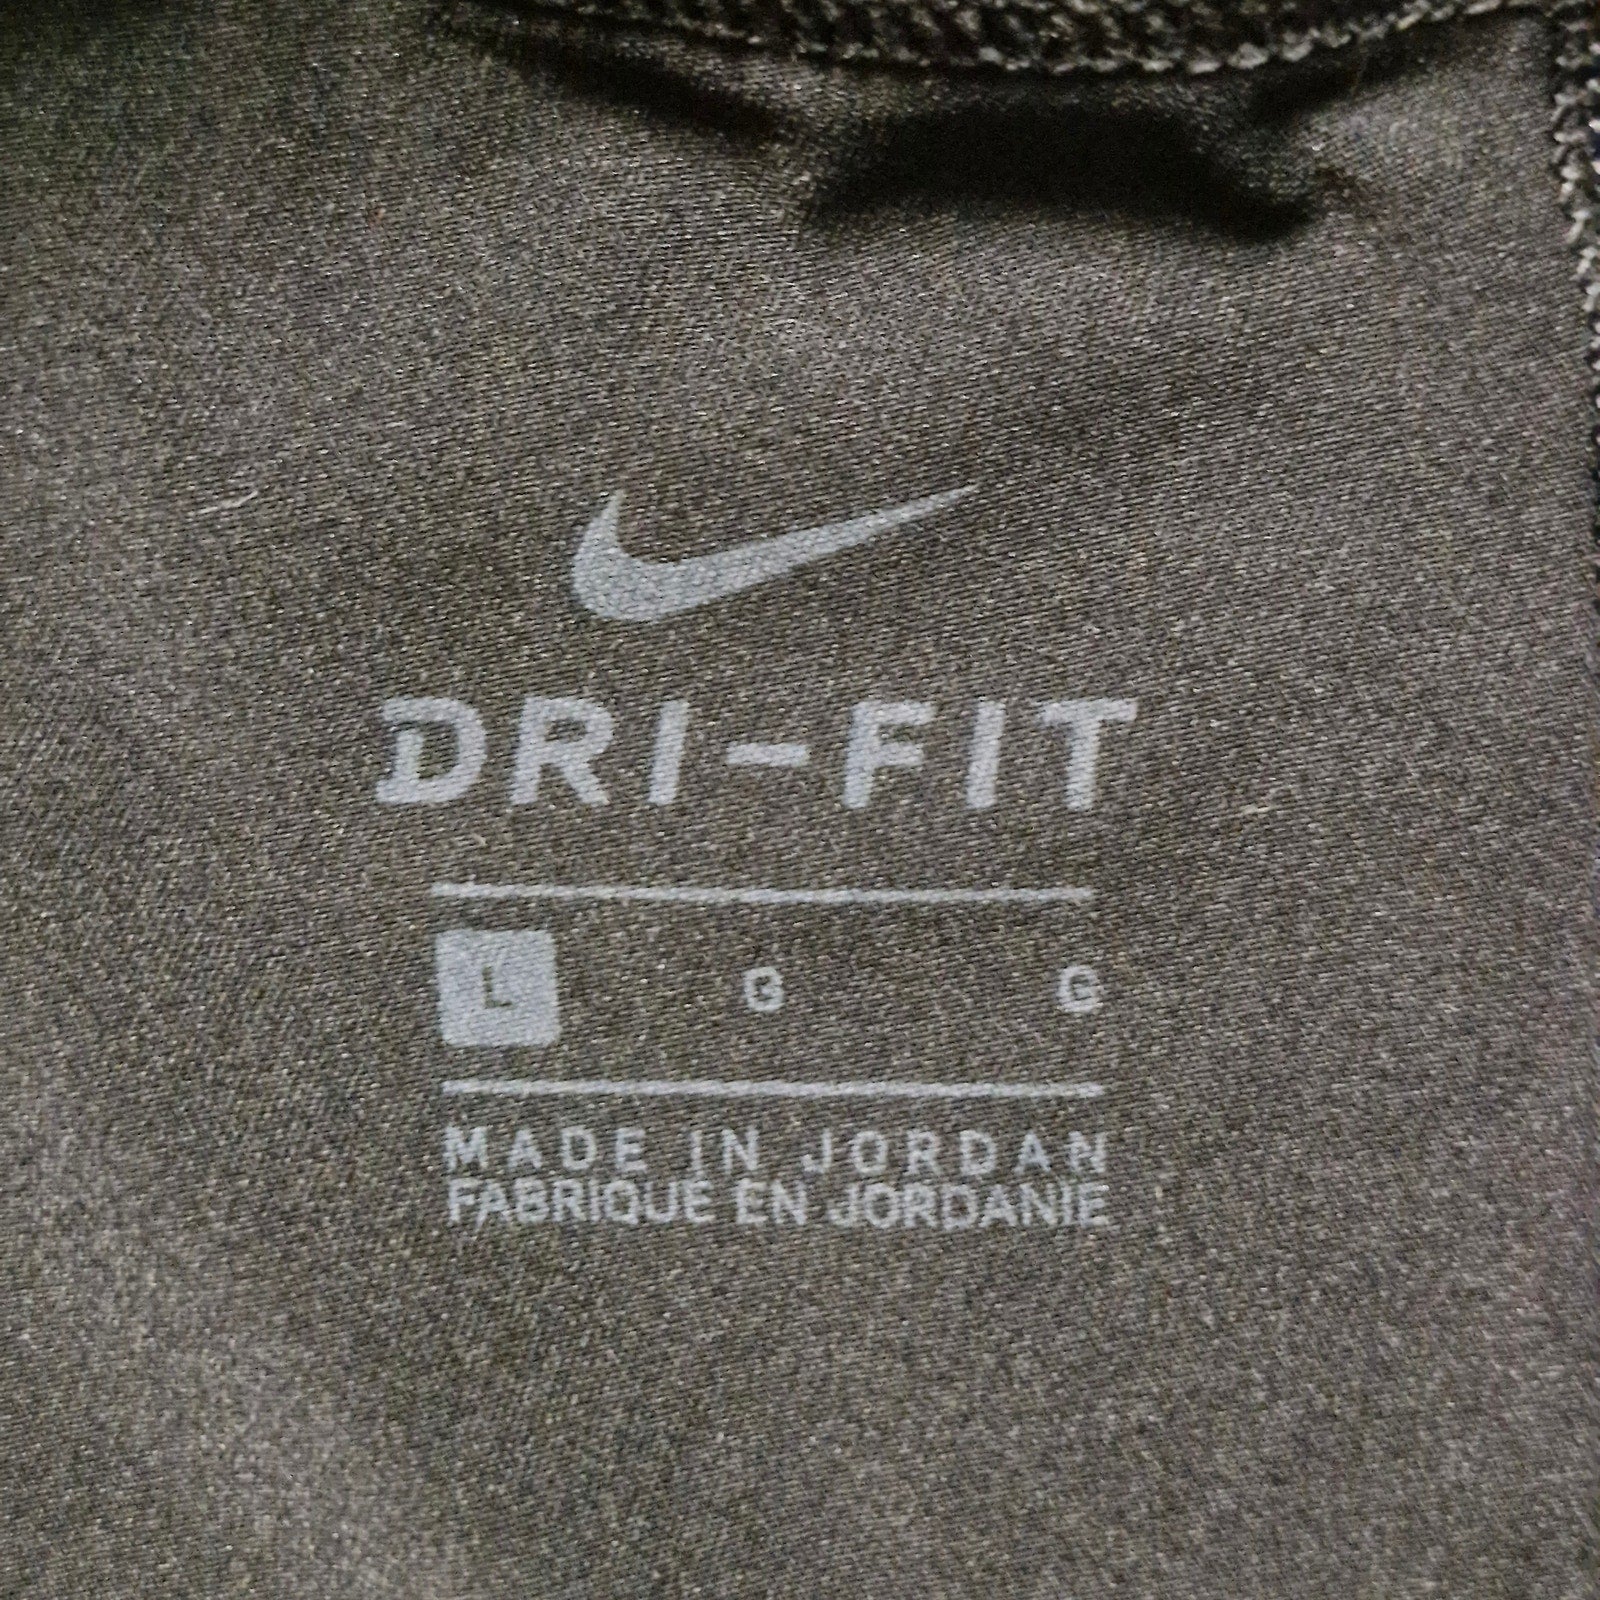 DRI-FIT
L G G
MADE IN JORDAN
FABRIQUE EN JORDANIE